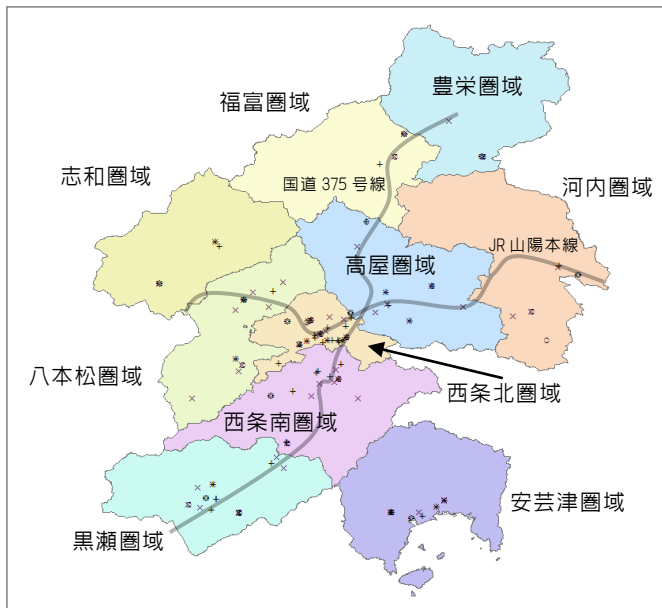 豊栄圏域
福富圏域
国道 375 号線
志和圏域
河内圏域
JR 山陽本線
高屋圏域
八本松圏域
西条北圏域
西条南圏域
安芸津圏域
黒瀬圏域